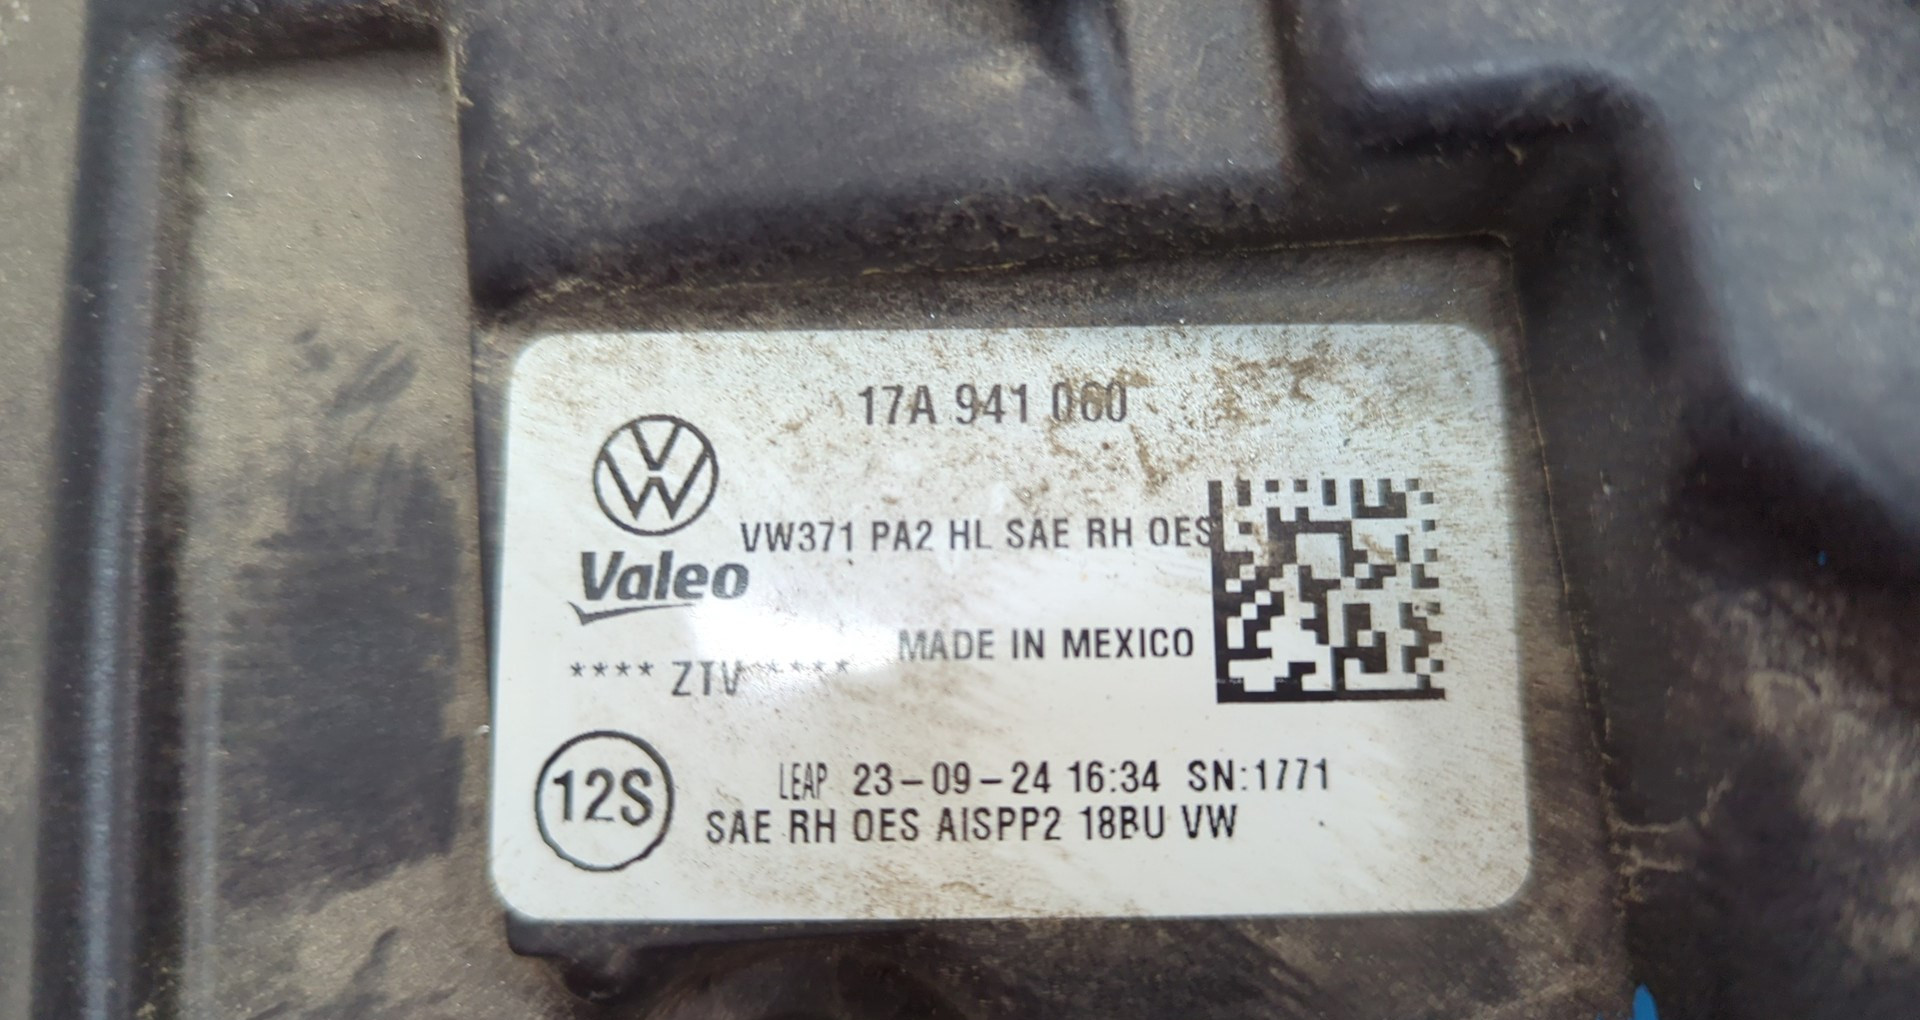 17A 941 060
VW371 PA2 HL SAE RH OES
Valeo
MADE IN MEXICO
**** ZTV ****
12S
LEAP 23-09-24 16:34 SN:1771
SAE RH OES AISPP2 18BU VW